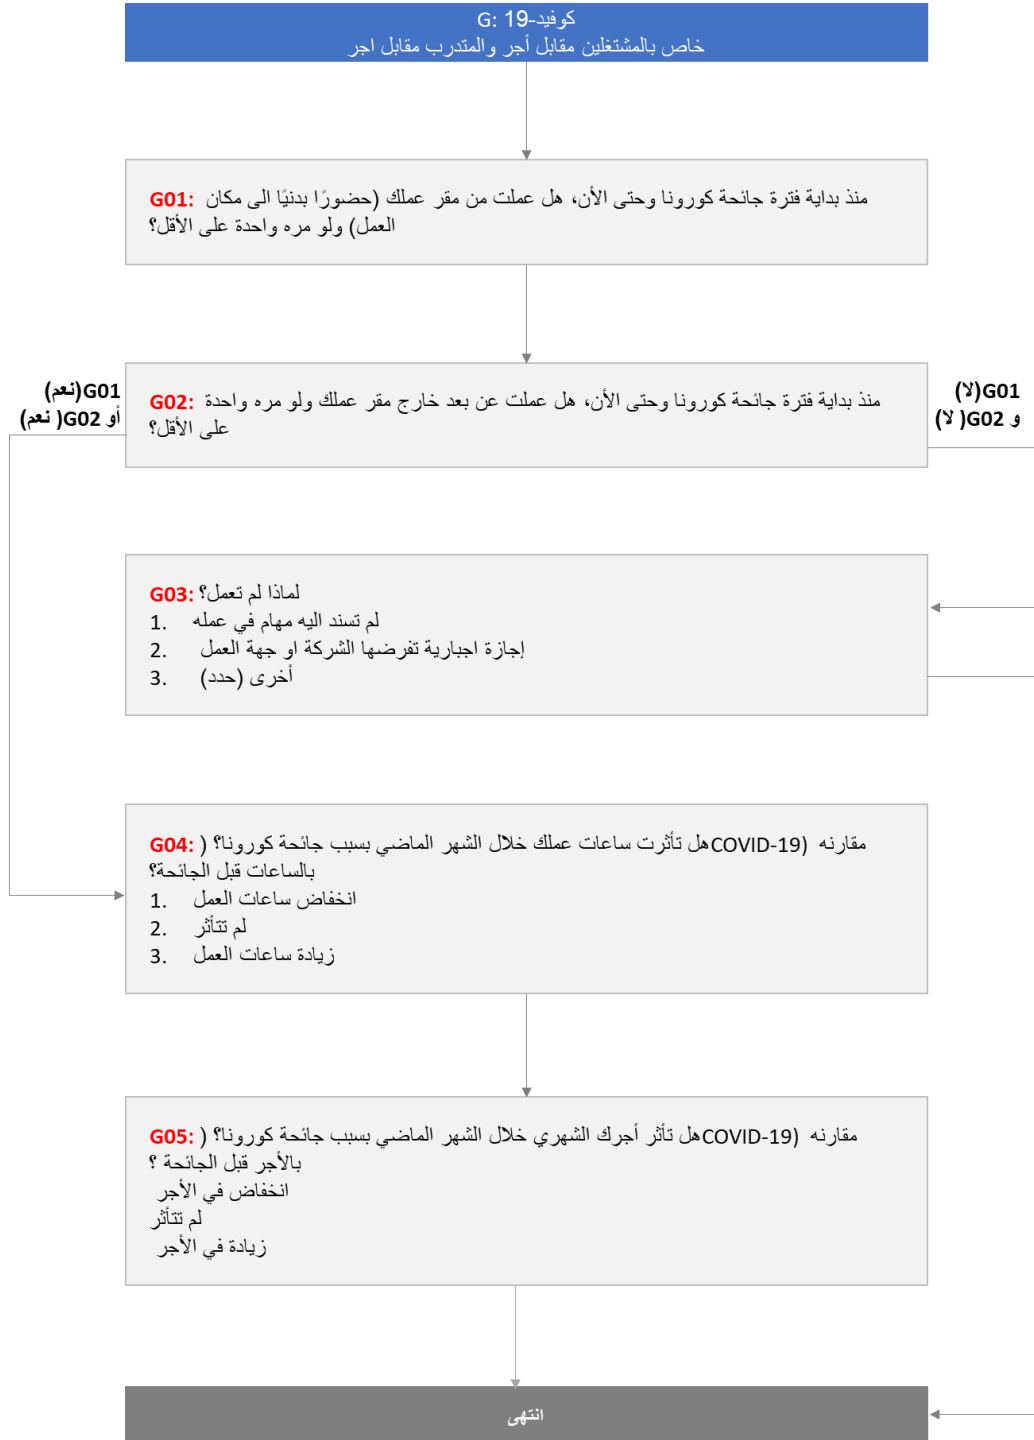 G: 19-كوفيد
خاص بالمشتغلين مقابل أجر والمتدرب مقابل اجر
G01: منذ بداية فترة جائحة كورونا وحتى الأن، هل عملت من مقر عملك (حضورًا بدنيًا الى مكان
العمل) ولو مره واحدة على الأقل؟
G01(نعم)
أو G02( نعم)
G02: منذ بداية فترة جائحة كورونا وحتى الأن، هل عملت عن بعد خارج مقر عملك ولو مره واحدة
على الأقل؟
G01(لا)
و G02( لا)
G03: لماذا لم تعمل؟
1. لم تسند اليه مهام في عمله
2. إجازة اجبارية تفرضها الشركة او جهة العمل
3. أخرى (حدد)
G04: هل تأثرت ساعات عملك خلال الشهر الماضي بسبب جائحة كورونا؟ (COVID-19) مقارنه
بالساعات قبل الجائحة؟
1. انخفاض ساعات العمل
2. لم تتأثر
3. زيادة ساعات العمل
G05: هل تأثر أجرك الشهري خلال الشهر الماضي بسبب جائحة كورونا؟ (COVID-19) مقارنه
بالأجر قبل الجائحة ؟
انخفاض في الأجر
لم تتأثر
زيادة في الأجر
انتهى